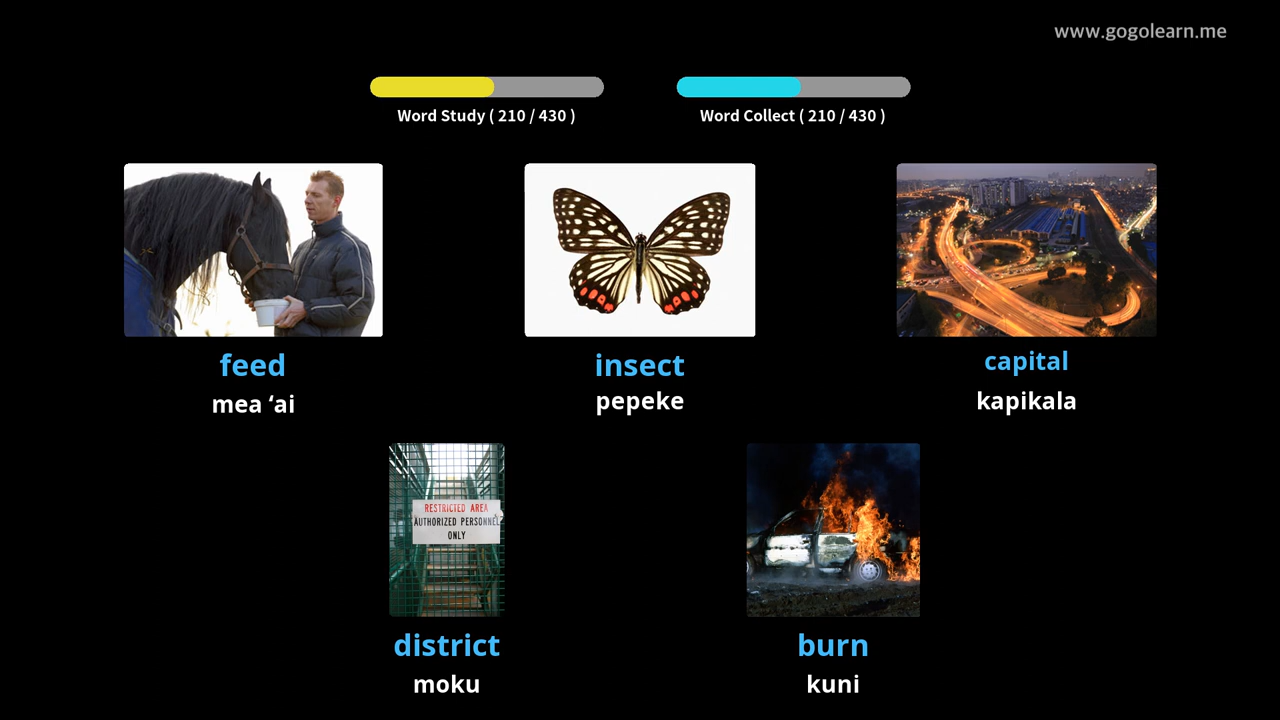 www.gogolearn.me
Word Study ( 210 / 430 )
Word Collect ( 210 / 430 )
feed
mea ʻai
insect
pepeke
capital
kapikala
RESTRICTED AREA
AUTHORIZED PERSONNEL
ONLY
district
moku
burn
kuni